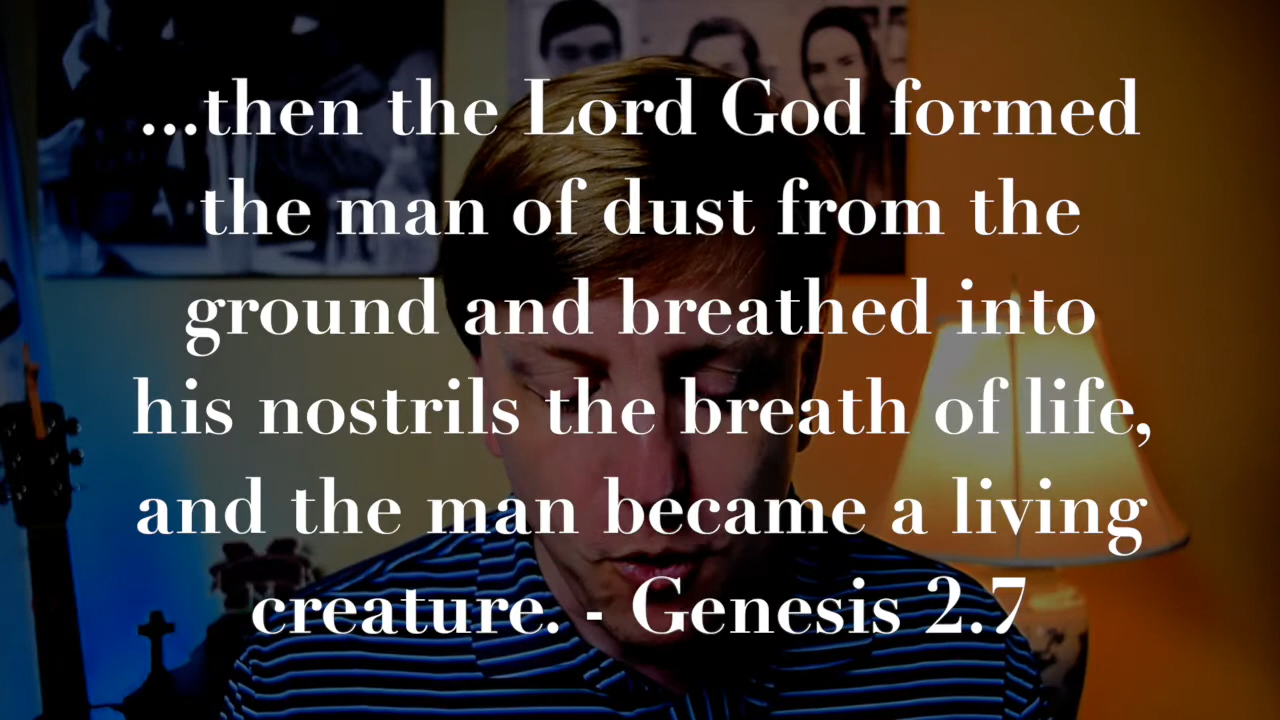 ...then the Lord God formed
the man of dust from the
ground and breathed into
his nostrils the breath of life,
and the man became a living
creature. - Genesis 2.7